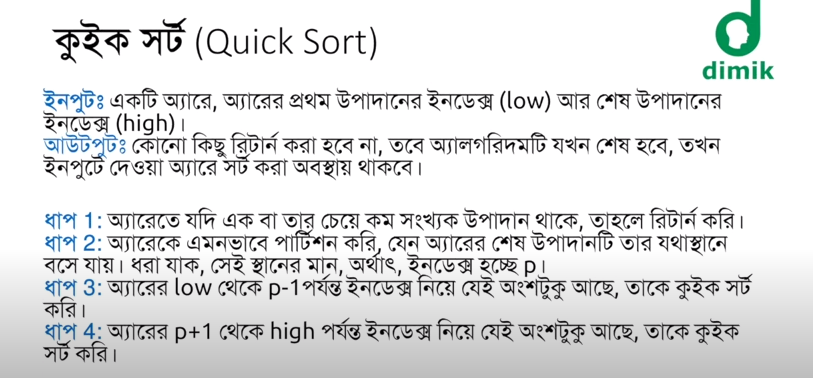 কুইক সর্ট (Quick Sort)
dimik
ইনপুটঃ একটি অ্যারে, অ্যারের প্রথম উপাদানের ইনডেক্স (low) আর শেষ উপাদানের
ইনডেক্স (high)।
আউটপুটঃ কোনো কিছু রিটার্ন করা হবে না, তবে অ্যালগরিদমটি যখন শেষ হবে, তখন
ইনপুটে দেওয়া অ্যারে সর্ট করা অবস্থায় থাকবে।
ধাপ 1: অ্যারেতে যদি এক বা তার চেয়ে কম সংখ্যক উপাদান থাকে, তাহলে রিটার্ন করি।
ধাপ 2: অ্যারেকে এমনভাবে পার্টিশন করি, যেন অ্যারের শেষ উপাদানটি তার যথাস্থানে
বসে যায়। ধরা যাক, সেই স্থানের মান, অর্থাৎ, ইনডেক্স হচ্ছে p।
ধাপ 3: অ্যারের low থেকে p-1পর্যন্ত ইনডেক্স নিয়ে যেই অংশটুকু আছে, তাকে কুইক সর্ট
করি।
ধাপ 4: অ্যারের p+1 থেকে high পর্যন্ত ইনডেক্স নিয়ে যেই অংশটুকু আছে, তাকে কুইক
সর্ট করি।